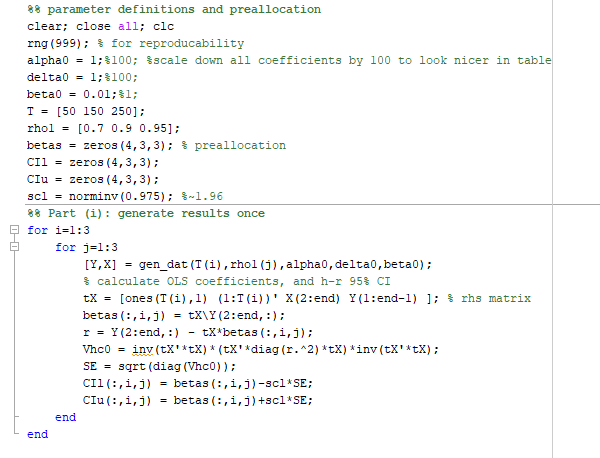 %% parameter definitions and preallocation
clear; close all; clc
rng(999); % for reproducability
alpha0 = 1;%100; %scale down all coefficients by 100 to look nicer in table
delta0 = 1;%100;
beta0 = 0.01;%1;
T = [50 150 250];
rho1 = [0.7 0.9 0.95];
betas = zeros(4,3,3); % preallocation
CIl = zeros(4,3,3);
CIu = zeros(4,3,3);
scl = norminv(0.975); %~1.96
%% Part (i): generate results once
for i=1:3
for j=1:3
[Y,X] = gen_dat(T(i),rho1(j),alpha0,delta0,beta0);
% calculate OLS coefficients, and h-r 95% CI
tX = [ones(T(i),1) (1:T(i))' X(2:end) Y(1:end-1) ]; % rhs matrix
betas(:,i,j) = tX\Y(2:end,:);
r = Y(2:end,:) - tX*betas(:,i,j);
Vhc0 = inv(tX'*tX)*(tX'*diag(r.^2)*tX)*inv(tX'*tX);
SE = sqrt(diag(Vhc0));
CIl(:,i,j) = betas(:,i,j)-scl*SE;
CIu(:,i,j) = betas(:,i,j)+scl*SE;
end
end